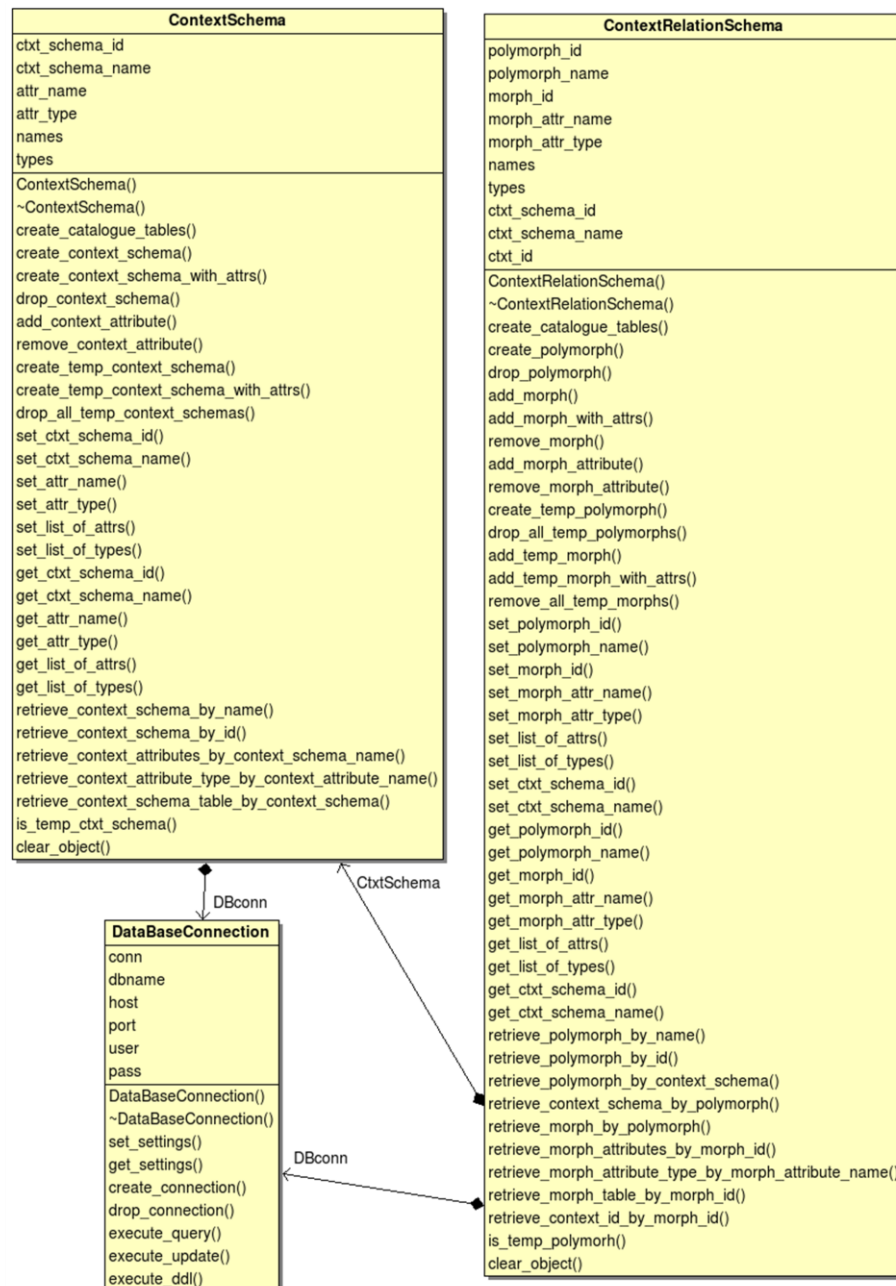 ContextSchema
ctxt_schema_id
ctxt_schema_name
attr_name
attr_type
names
types
ContextSchema()
~ContextSchema()
create_catalogue_tables()
create_context_schema()
create_context_schema_with_attrs()
drop_context_schema()
add_context_attribute()
remove_context_attribute()
create_temp_context_schema()
create_temp_context_schema_with_attrs()
drop_all_temp_context_schemas()
set_ctxt_schema_id()
set_ctxt_schema_name()
set_attr_name()
set_attr_type()
set_list_of_attrs()
set_list_of_types()
get_ctxt_schema_id()
get_ctxt_schema_name()
get_attr_name()
get_attr_type()
get_list_of_attrs()
get_list_of_types()
retrieve_context_schema_by_name()
retrieve_context_schema_by_id()
retrieve_context_attributes_by_context_schema_name()
retrieve_context_attribute_type_by_context_attribute_name()
retrieve_context_schema_table_by_context_schema()
is_temp_ctxt_schema()
clear_object()
DBconn
CtxtSchema
DataBaseConnection
conn
dbname
host
port
user
pass
DataBaseConnection()
~DataBaseConnection()
set_settings()
get_settings()
create_connection()
drop_connection()
execute_query()
execute_update()
execute_ddl()
DBconn
ContextRelationSchema
polymorph_id
polymorph_name
morph_id
morph_attr_name
morph_attr_type
names
types
ctxt_schema_id
ctxt_schema_name
ctxt_id
ContextRelationSchema()
~ContextRelationSchema()
create_catalogue_tables()
create_polymorph()
drop_polymorph()
add_morph()
add_morph_with_attrs()
remove_morph()
add_morph_attribute()
remove_morph_attribute()
create_temp_polymorph()
drop_all_temp_polymorphs()
add_temp_morph()
add_temp_morph_with_attrs()
remove_all_temp_morphs()
set_polymorph_id()
set_polymorph_name()
set_morph_id()
set_morph_attr_name()
set_morph_attr_type()
set_list_of_attrs()
set_list_of_types()
set_ctxt_schema_id()
set_ctxt_schema_name()
get_polymorph_id()
get_polymorph_name()
get_morph_id()
get_morph_attr_name()
get_morph_attr_type()
get_list_of_attrs()
get_list_of_types()
get_ctxt_schema_id()
get_ctxt_schema_name()
retrieve_polymorph_by_name()
retrieve_polymorph_by_id()
retrieve_polymorph_by_context_schema()
retrieve_context_schema_by_polymorph()
retrieve_morph_by_polymorph()
retrieve_morph_attributes_by_morph_id()
retrieve_morph_attribute_type_by_morph_attribute_name()
retrieve_morph_table_by_morph_id()
retrieve_context_id_by_morph_id()
is_temp_polymorh()
clear_object()